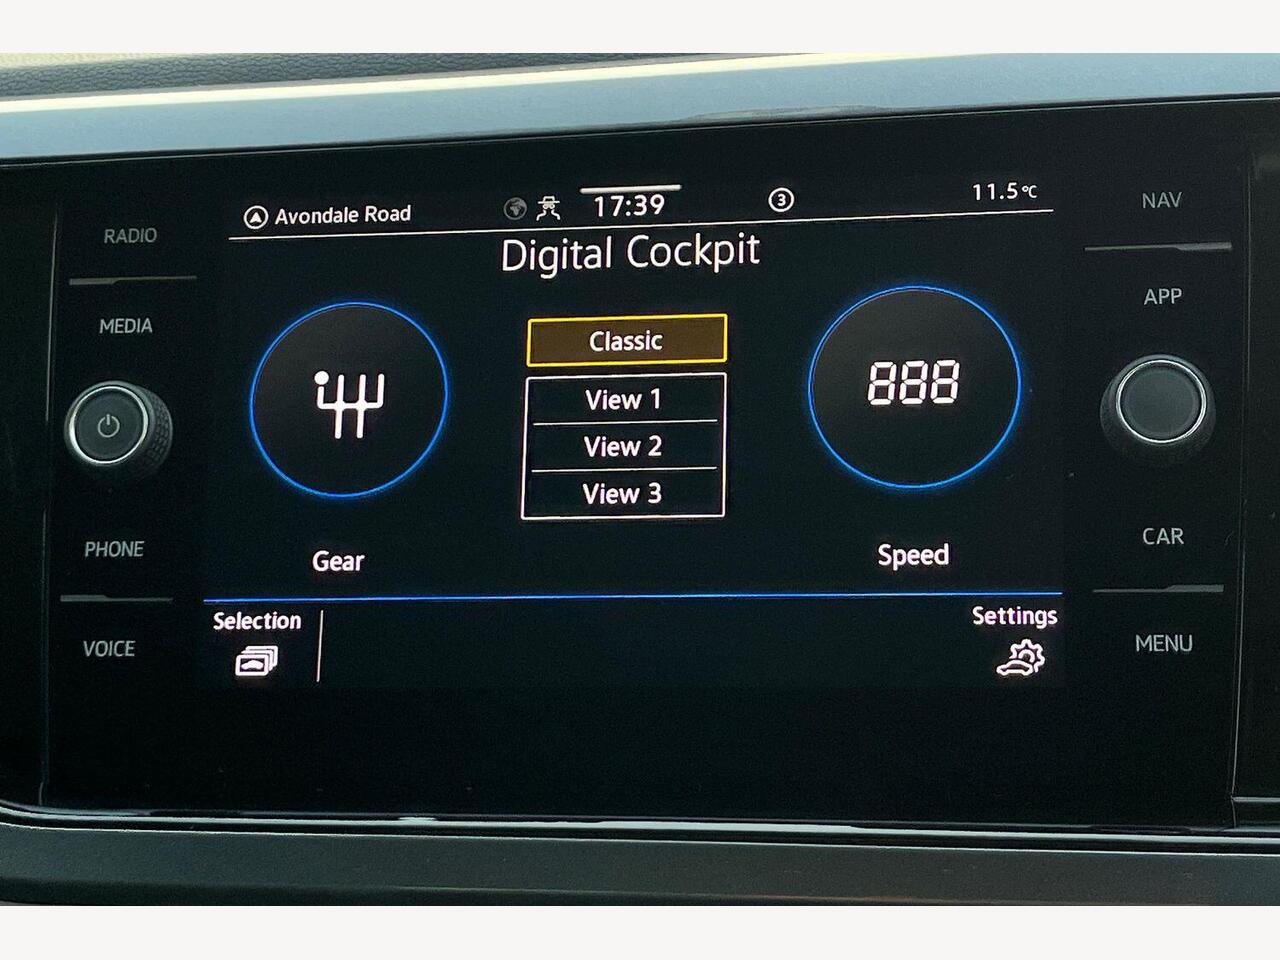 RADIO
MEDIA
PHONE
VOICE
Avondale Road
17:39
3
11.5°C
Digital Cockpit
Classic
View 1
View 2
View 3
888
Gear
Speed
Selection
Settings
NAV
APP
CAR
MENU